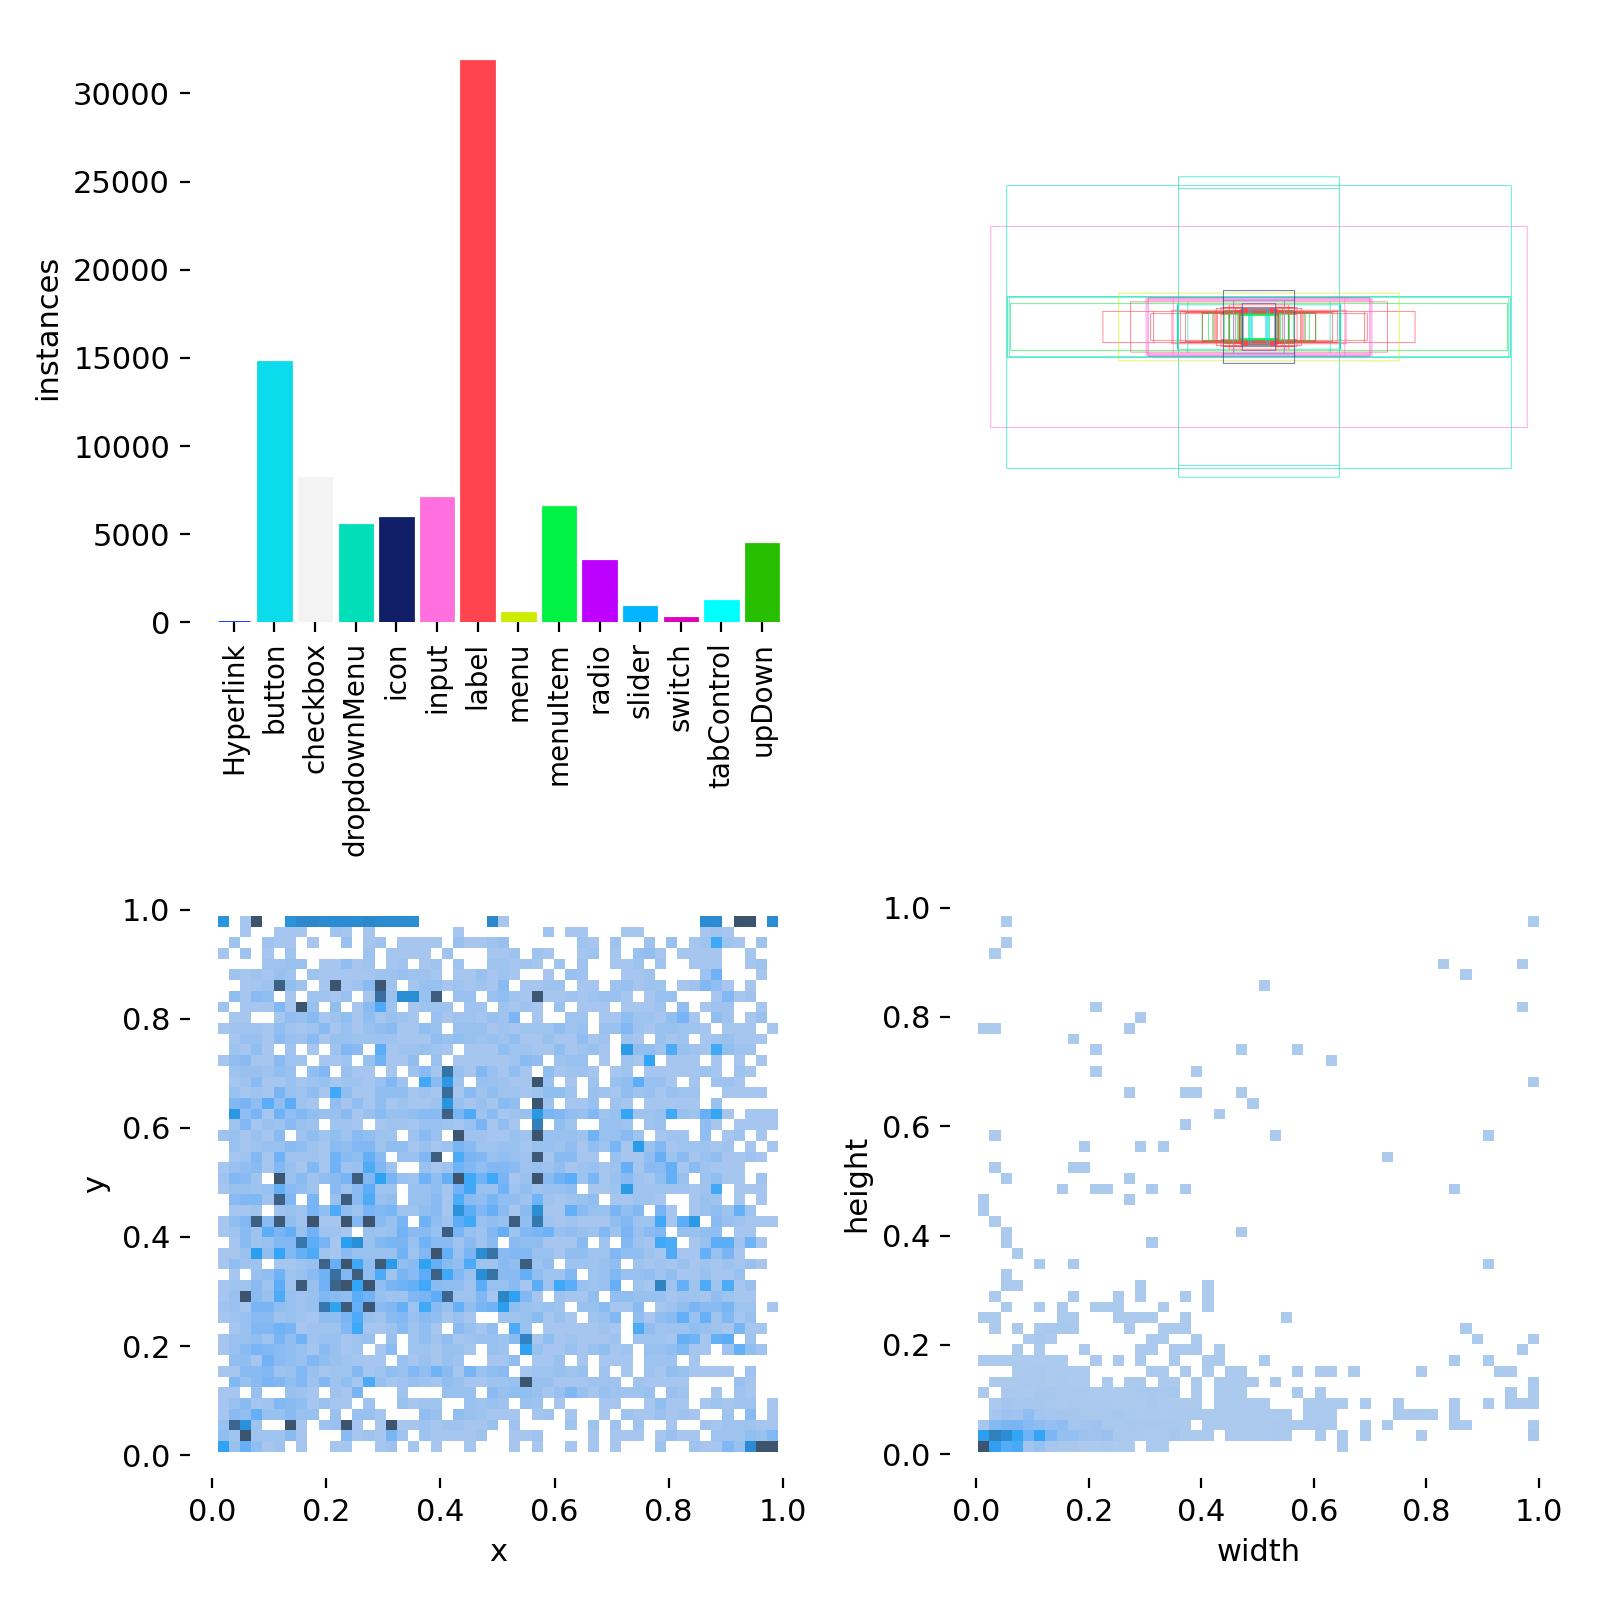 30000
25000
20000
15000
10000
5000
0
instances
Hyperlink
button
checkbox
dropdownMenu
icon
input
label
menu
menuItem
radio
slider
switch
tabControl
upDown
1.0
0.8
0.6
0.4
0.2
0.0
y
0.0 0.2 0.4 0.6 0.8 1.0
x
1.0
0.8
0.6
0.4
0.2
0.0
height
0.0 0.2 0.4 0.6 0.8 1.0
width